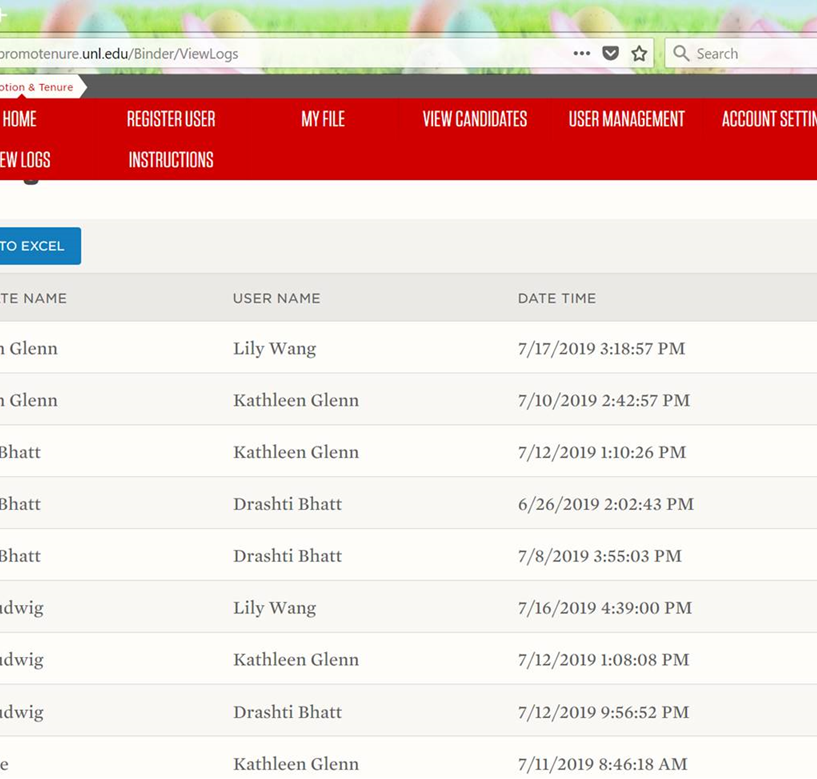 promotenure.unl.edu/Binder/ViewLogs
Search
otion & Tenure
HOME REGISTER USER MY FILE VIEW CANDIDATES USER MANAGEMENT ACCOUNT SETTIN
EW LOGS INSTRUCTIONS
TO EXCEL
TE NAME USER NAME DATE TIME
n Glenn Lily Wang 7/17/2019 3:18:57 PM
n Glenn Kathleen Glenn 7/10/2019 2:42:57 PM
Bhatt Kathleen Glenn 7/12/2019 1:10:26 PM
Bhatt Drashti Bhatt 6/26/2019 2:02:43 PM
Bhatt Drashti Bhatt 7/8/2019 3:55:03 PM
udwig Lily Wang 7/16/2019 4:39:00 PM
udwig Kathleen Glenn 7/12/2019 1:08:08 PM
udwig Drashti Bhatt 7/12/2019 9:56:52 PM
e Kathleen Glenn 7/11/2019 8:46:18 AM